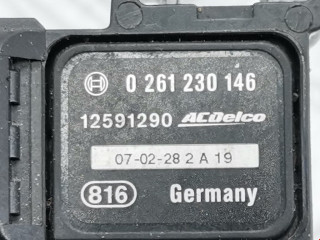 0 261 230 146
12591290 ACDelco
07-02-28 2 A 19
816 Germany